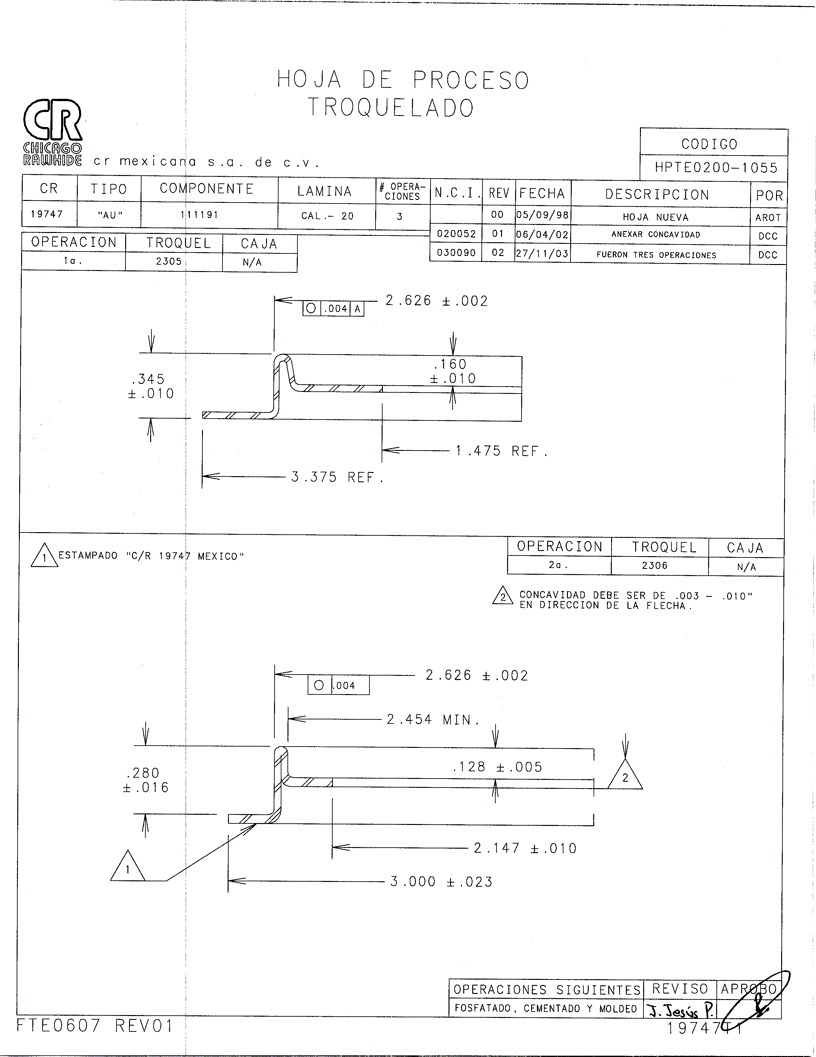 HOJA DE PROCESO
TROQUELADO
CR
CHICAGO
RAWHIDE
cr mexicana s.a. de c.v.
CODIGO
HPTE0200-1055
CR TIPO COMPONENTE LAMINA # OPERA-CIONES N.C.I. REV FECHA DESCRIPCION POR
19747 "AU" 111191 CAL.- 20 3 00 05/09/98 HOJA NUEVA AROT
020052 01 06/04/02 ANEXAR CONCAVIDAD DCC
030090 02 27/11/03 FUERON TRES OPERACIONES DCC
OPERACION TROQUEL CAJA
1a. 2305 N/A
2.626 ±.002
.004 A
.345
±.010
.160
±.010
1.475 REF.
3.375 REF.
1 ESTAMPADO "C/R 19747 MEXICO"
OPERACION TROQUEL CAJA
2a. 2306 N/A
2 CONCAVIDAD DEBE SER DE .003 - .010"
EN DIRECCION DE LA FLECHA.
2.626 ±.002
.004
2.454 MIN.
.280
±.016
.128 ±.005
2
2.147 ±.010
1
3.000 ±.023
OPERACIONES SIGUIENTES REVISO APROBO
FOSFATADO, CEMENTADO Y MOLDEO J. Jesús P.
FTE0607 REV01
19747T1